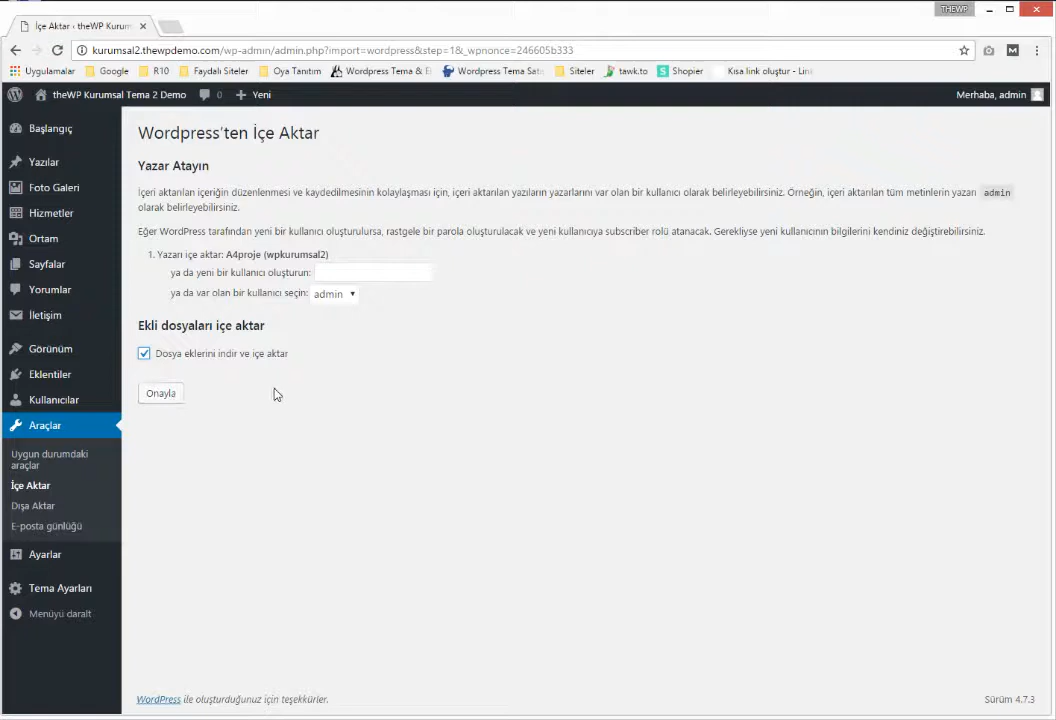 THEWP
İçe Aktar ‹ theWP Kurum
kurumsal2.thewpdemo.com/wp-admin/admin.php?import=wordpress&step=1&_wpnonce=246605b333
Uygulamalar Google R10 Faydalı Siteler Oya Tanıtım Wordpress Tema & E Wordpress Tema Satıs Siteler tawk.to Shopier Kısa link oluştur - Lin
theWP Kurumsal Tema 2 Demo 0 Yeni Merhaba, admin
Başlangıç
Yazılar
Foto Galeri
Hizmetler
Ortam
Sayfalar
Yorumlar
İletişim
Görünüm
Eklentiler
Kullanıcılar
Araçlar
Uygun durumdaki
araçlar
İçe Aktar
Dışa Aktar
E-posta günlüğü
Ayarlar
Tema Ayarları
Menüyü daralt
Wordpress'ten İçe Aktar
Yazar Atayın
İçeri aktarılan içeriğin düzenlenmesi ve kaydedilmesinin kolaylaşması için, içeri aktarılan yazıların yazarlarını var olan bir kullanıcı olarak belirleyebilirsiniz. Örneğin, içeri aktarılan tüm metinlerin yazarı admin
olarak belirleyebilirsiniz.
Eğer WordPress tarafından yeni bir kullanıcı oluşturulursa, rastgele bir parola oluşturulacak ve yeni kullanıcıya subscriber rolü atanacak. Gerekliyse yeni kullanıcının bilgilerini kendiniz değiştirebilirsiniz.
1. Yazarı içe aktar: A4proje (wpkurumsal2)
ya da yeni bir kullanıcı oluşturun:
ya da var olan bir kullanıcı seçin: admin
Ekli dosyaları içe aktar
Dosya eklerini indir ve içe aktar
Onayla
WordPress ile oluşturduğunuz için teşekkürler.
Sürüm 4.7.3